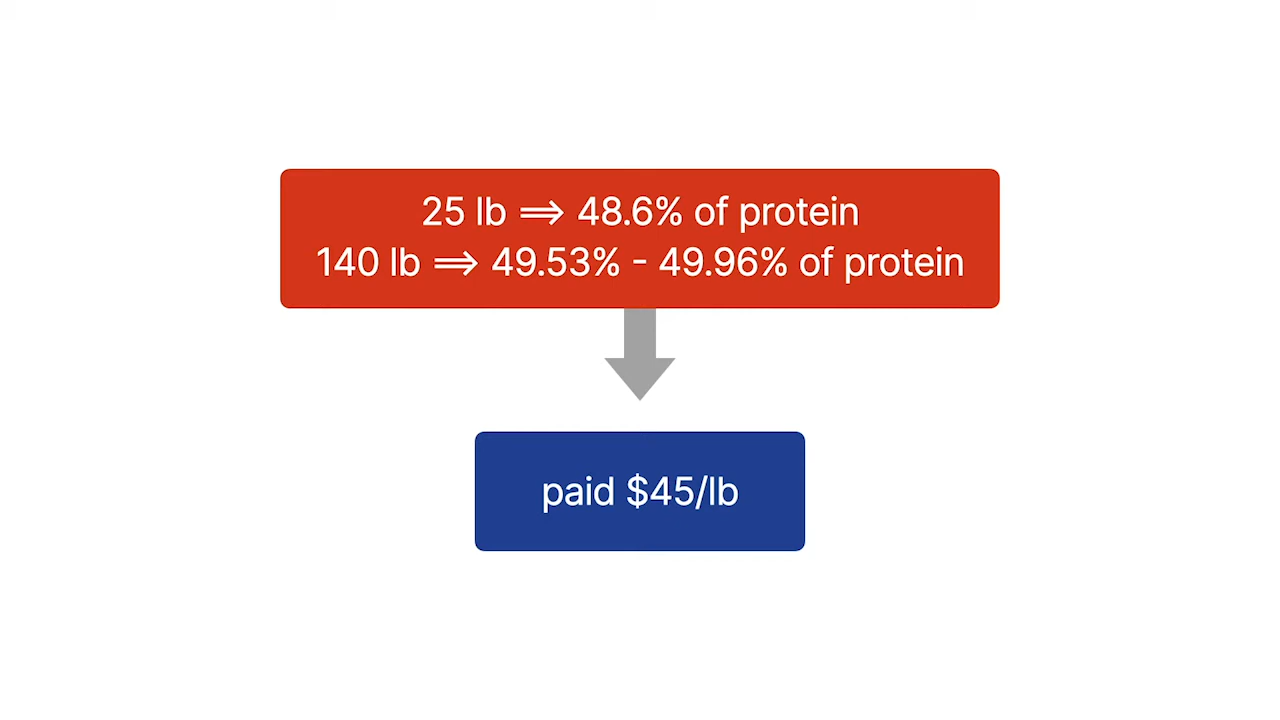 25 lb ⟹ 48.6% of protein
140 lb ⟹ 49.53% - 49.96% of protein
paid $45/lb